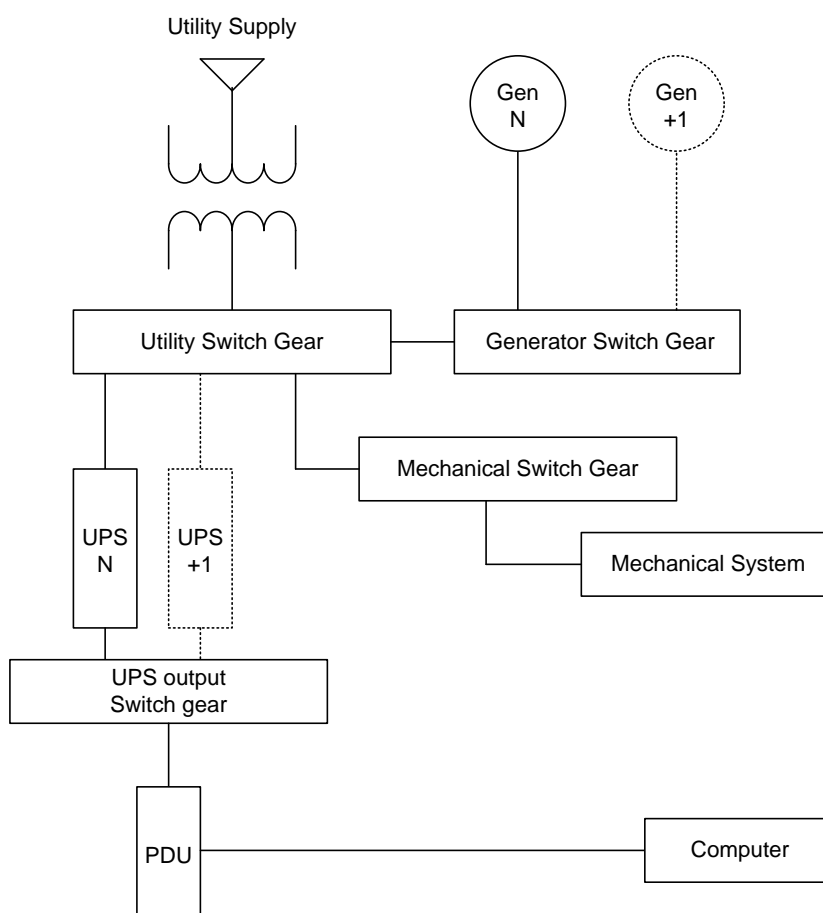 Utility Supply
Gen
N
Gen
+1
Utility Switch Gear
Generator Switch Gear
Mechanical Switch Gear
UPS
N
UPS
+1
Mechanical System
UPS output
Switch gear
PDU
Computer